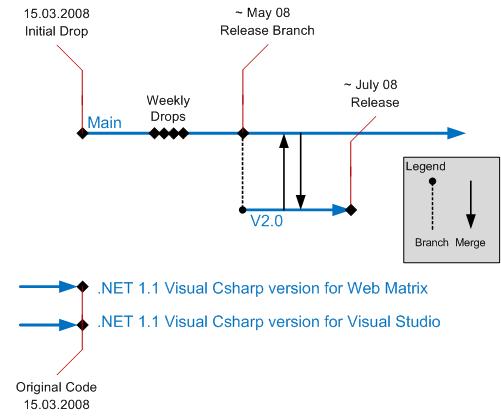 15.03.2008
Initial Drop
~ May 08
Release Branch
~ July 08
Release
Weekly
Drops
Main
V2.0
Legend
Branch Merge
.NET 1.1 Visual Csharp version for Web Matrix
.NET 1.1 Visual Csharp version for Visual Studio
Original Code
15.03.2008